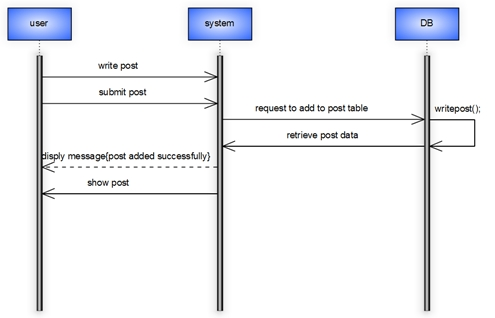 user
system
DB
write post
submit post
request to add to post table
writepost();
retrieve post data
disply message{post added successfully}
show post